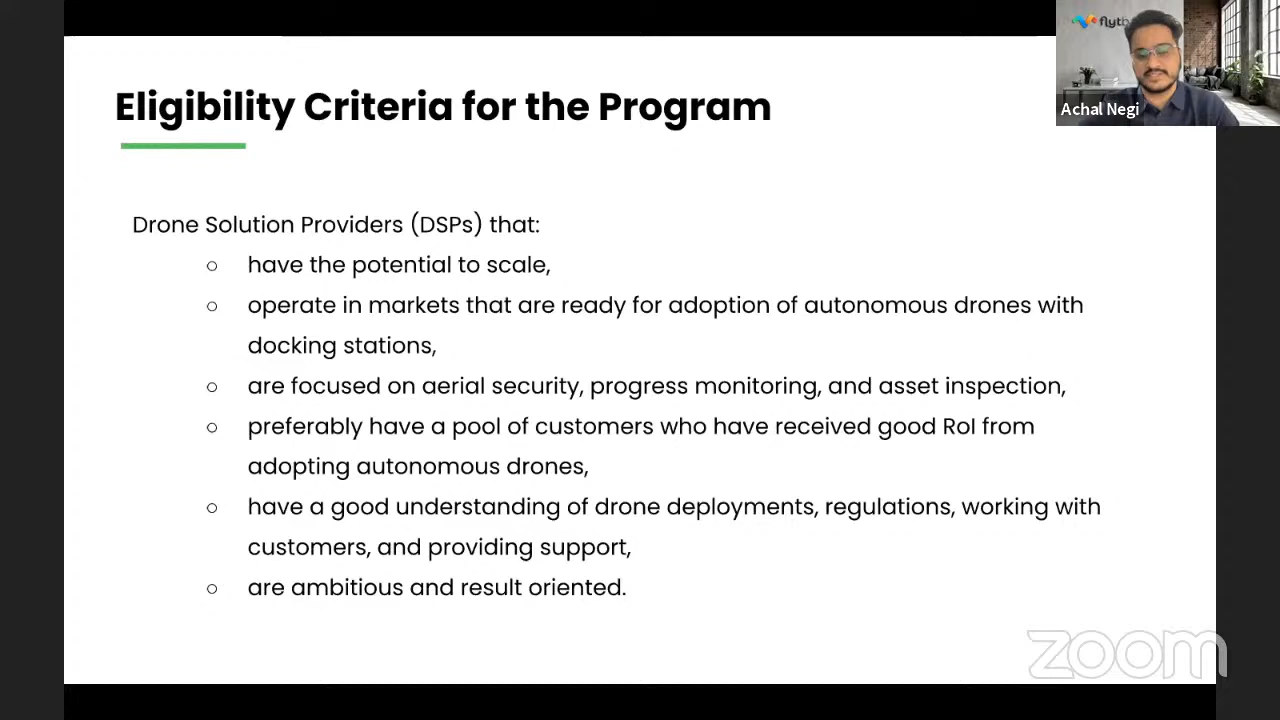 flytb
Achal Negi
Eligibility Criteria for the Program
Drone Solution Providers (DSPs) that:
○ have the potential to scale,
○ operate in markets that are ready for adoption of autonomous drones with
docking stations,
○ are focused on aerial security, progress monitoring, and asset inspection,
○ preferably have a pool of customers who have received good RoI from
adopting autonomous drones,
○ have a good understanding of drone deployments, regulations, working with
customers, and providing support,
○ are ambitious and result oriented.
zoom